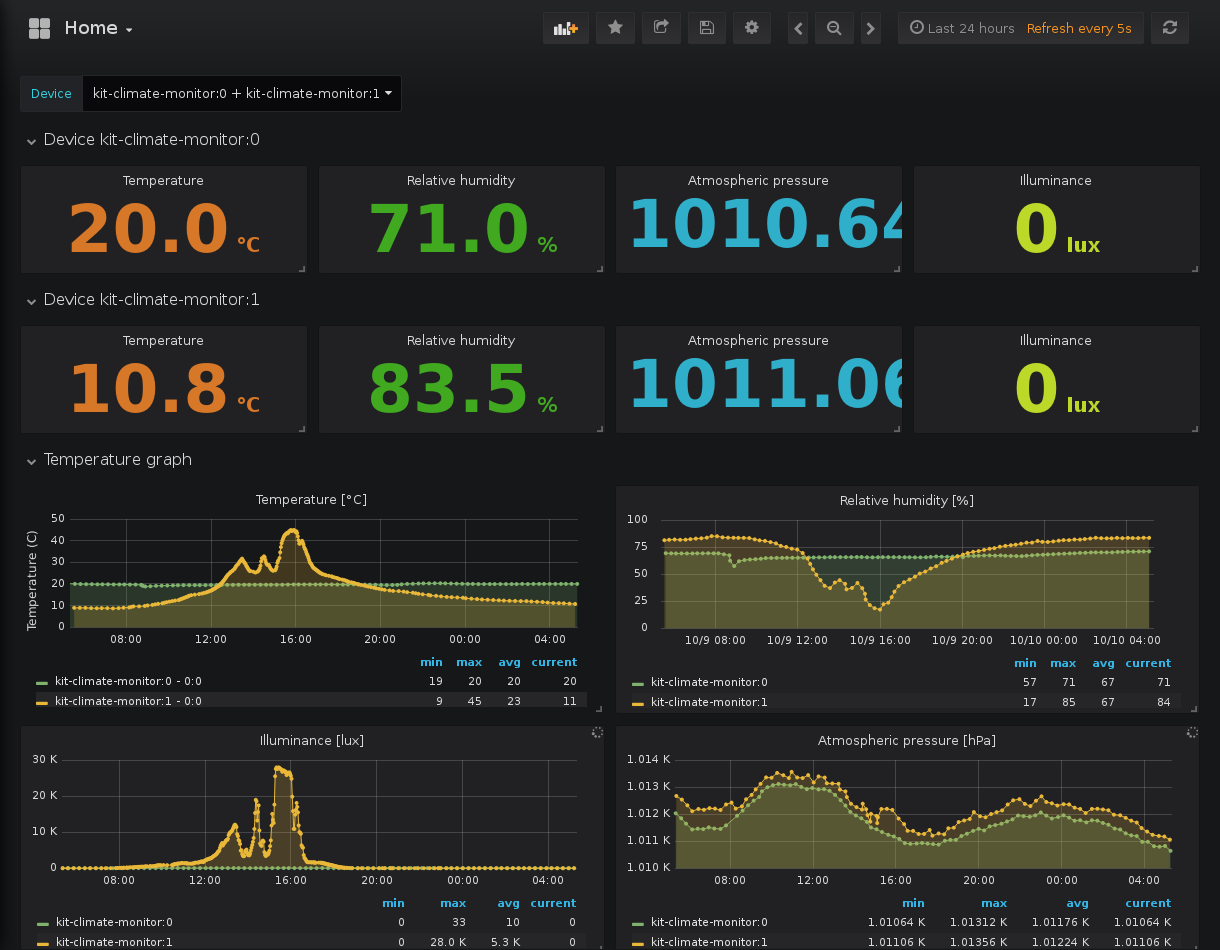 Home
Last 24 hours Refresh every 5s
Device kit-climate-monitor:0 + kit-climate-monitor:1
Device kit-climate-monitor:0
Temperature Relative humidity Atmospheric pressure Illuminance
20.0 °C 71.0 % 1010.64 0 lux
Device kit-climate-monitor:1
Temperature Relative humidity Atmospheric pressure Illuminance
10.8 °C 83.5 % 1011.06 0 lux
Temperature graph
Temperature [°C]
Temperature (C)
50
40
30
20
10
0
08:00 12:00 16:00 20:00 00:00 04:00
min max avg current
kit-climate-monitor:0 - 0:0 19 20 20 20
kit-climate-monitor:1 - 0:0 9 45 23 11
Relative humidity [%]
100
75
50
25
0
10/9 08:00 10/9 12:00 10/9 16:00 10/9 20:00 10/10 00:00 10/10 04:00
min max avg current
kit-climate-monitor:0 57 71 67 71
kit-climate-monitor:1 17 85 67 84
Illuminance [lux]
30 K
20 K
10 K
0
08:00 12:00 16:00 20:00 00:00 04:00
min max avg current
kit-climate-monitor:0 0 33 10 0
kit-climate-monitor:1 0 28.0 K 5.3 K 0
Atmospheric pressure [hPa]
1.014 K
1.013 K
1.012 K
1.011 K
1.010 K
08:00 12:00 16:00 20:00 00:00 04:00
min max avg current
kit-climate-monitor:0 1.01064 K 1.01312 K 1.01176 K 1.01064 K
kit-climate-monitor:1 1.01106 K 1.01356 K 1.01224 K 1.01106 K